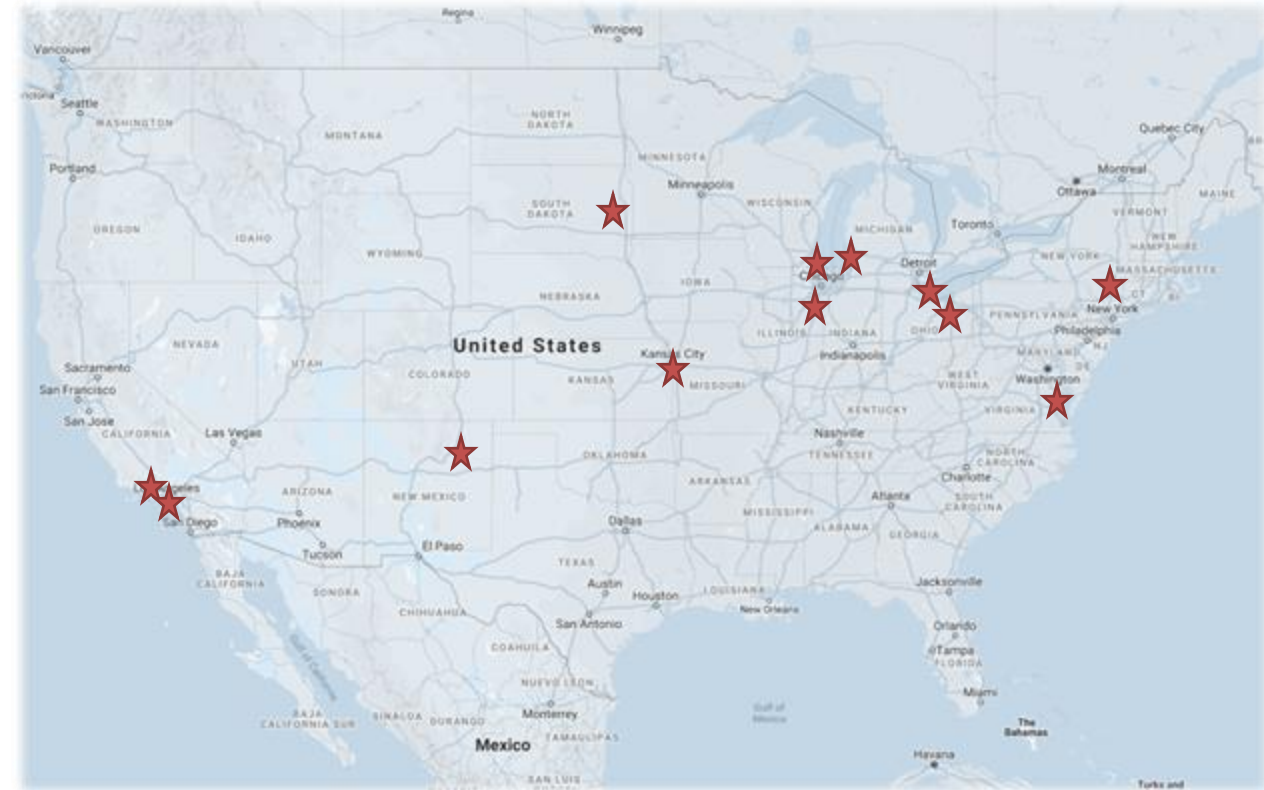 Regina
Winnipeg
Vancouver
Seattle
WASHINGTON
NORTH
DAKOTA
MONTANA
Quebec City
MINNESOTA
Montreal
Portland
Minneapolis
Ottawa
MAINE
SOUTH
DAKOTA
WISCONSIN
VERMONT
OREGON
IDAHO
MICHIGAN
Toronto
NEW
HAMPSHIRE
WYOMING
NEW YORK
Detroit
MASSACHUSETTS
IOWA
NEBRASKA
CT
RI
New York
PENNSYLVANIA
ILLINOIS
INDIANA
OHIO
Philadelphia
NEVADA
United States
NJ
Indianapolis
Kansas City
MARYLAND
UTAH
Sacramento
COLORADO
DE
KANSAS
MISSOURI
WEST
VIRGINIA
Washington
San Francisco
KENTUCKY
VIRGINIA
San Jose
CALIFORNIA
Las Vegas
Nashville
TENNESSEE
OKLAHOMA
NORTH
CAROLINA
Charlotte
ARKANSAS
ARIZONA
NEW MEXICO
Atlanta
SOUTH
CAROLINA
San Diego
Phoenix
Dallas
MISSISSIPPI
ALABAMA
GEORGIA
Tucson
El Paso
TEXAS
BAJA
CALIFORNIA
SONORA
Austin
Houston
LOUISIANA
Jacksonville
CHIHUAHUA
New Orleans
San Antonio
Orlando
COAHUILA
Tampa
FLORIDA
Gulf of California
NUEVO LEON
Miami
BAJA
CALIFORNIA SUR
SINALOA
DURANGO
Monterrey
Gulf of
Mexico
The
Bahamas
Mexico
TAMAULIPAS
Havana
SAN LUIS
Turks and